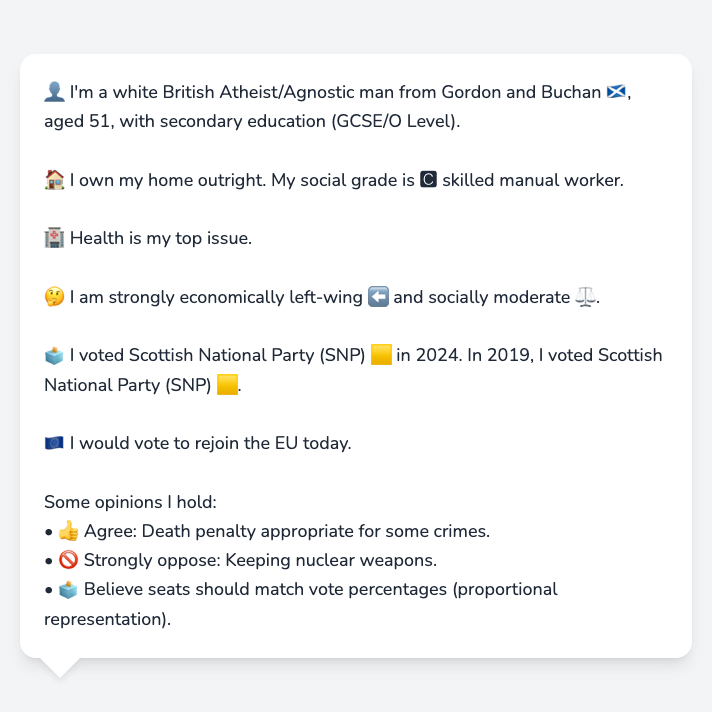 👤 I'm a white British Atheist/Agnostic man from Gordon and Buchan 🏴󠁧󠁢󠁳󠁣󠁴󠁿,
aged 51, with secondary education (GCSE/O Level).
🏠 I own my home outright. My social grade is 🅲 skilled manual worker.
🏥 Health is my top issue.
🤔 I am strongly economically left-wing ⬅️ and socially moderate ⚖️.
🗳️ I voted Scottish National Party (SNP) 🟨 in 2024. In 2019, I voted Scottish
National Party (SNP) 🟨.
🇪🇺 I would vote to rejoin the EU today.
Some opinions I hold:
• 👍 Agree: Death penalty appropriate for some crimes.
• 🚫 Strongly oppose: Keeping nuclear weapons.
• 🗳️ Believe seats should match vote percentages (proportional
representation).